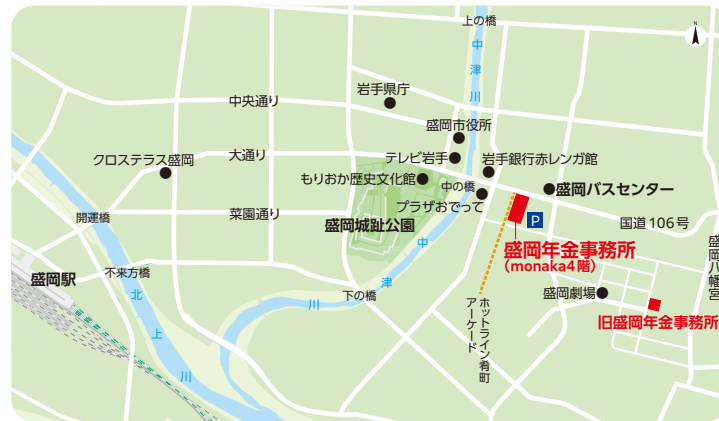 上の橋
N
中津川
岩手県庁
中央通り
盛岡市役所
クロステラス盛岡
大通り
テレビ岩手
岩手銀行赤レンガ館
もりおか歴史文化館
中の橋
盛岡バスセンター
プラザおでって
P
開運橋
菜園通り
盛岡城趾公園
国道106号
盛岡年金事務所
(monaka4階)
盛岡八幡宮
盛岡駅
不来方橋
中津川
北上川
下の橋
盛岡劇場
ホットライン肴町
アーケード
旧盛岡年金事務所